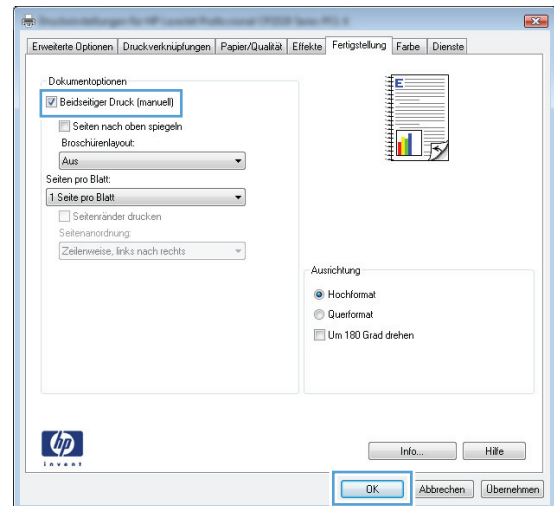 Erweiterte Optionen Druckverknüpfungen Papier/Qualität Effekte Fertigstellung Farbe Dienste
Dokumentoptionen
Beidseitiger Druck (manuell)
Seiten nach oben spiegeln
Broschürenlayout:
Aus
Seiten pro Blatt:
1 Seite pro Blatt
Seitenränder drucken
Seitenanordnung:
Zeilenweise, links nach rechts
E
Ausrichtung
Hochformat
Querformat
Um 180 Grad drehen
hp
invent
Info... Hilfe
OK Abbrechen Übernehmen